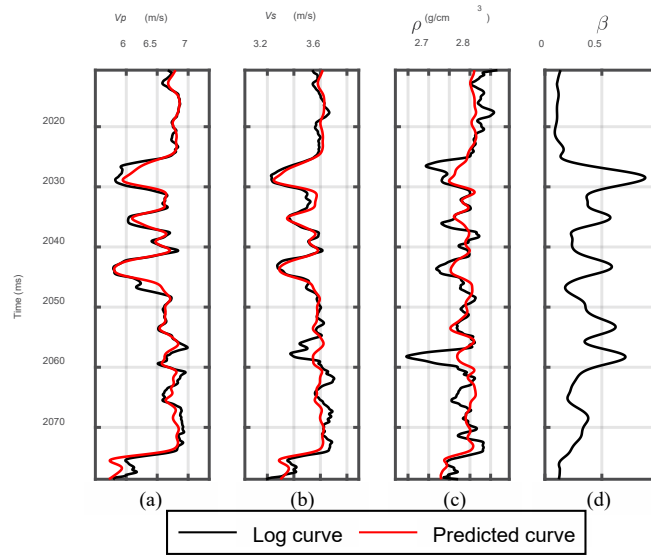 Vp (m/s) Vs (m/s) ρ (g/cm 3) β
6 6.5 7 3.2 3.6 2.7 2.8 0 0.5
2020
2030
2040
2050
2060
2070
Time (ms)
(a) (b) (c) (d)
Log curve Predicted curve